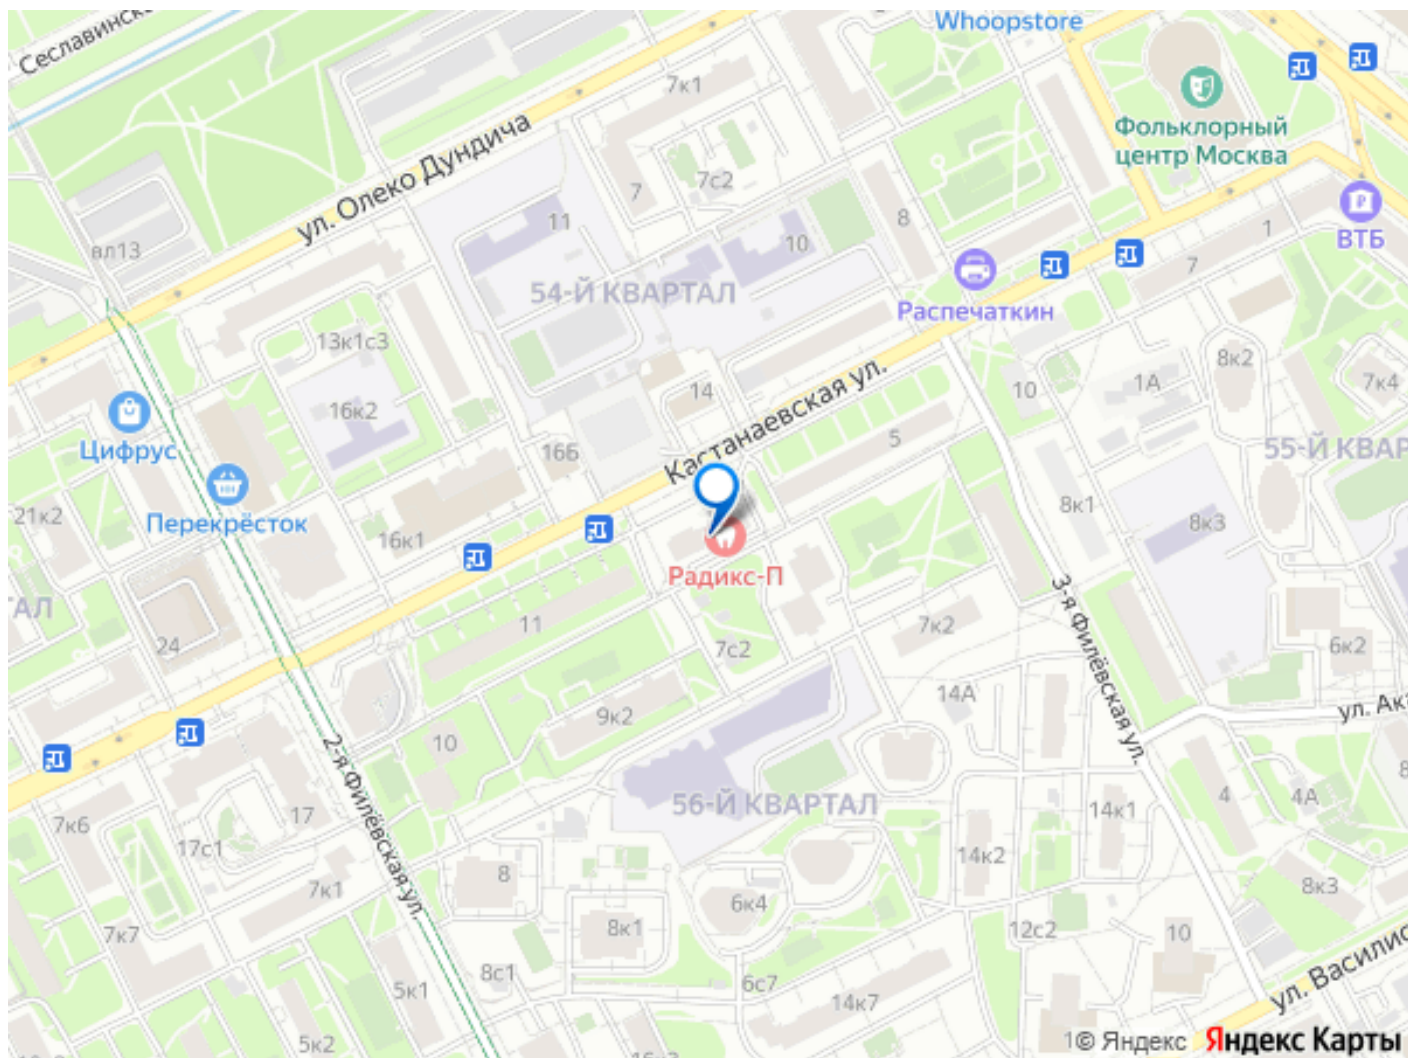 Сеславинск
Whoopstore
7к1
Фольклорный
центр Москва
ул. Олеко Дундича
7с2
7
11
8
10
1
ВТБ
7
вл13
54-Й КВАРТАЛ
Распечаткин
13к1с3
8к2
7к4
16к2
14
10
1А
Кастанаевская ул.
Цифрус
16Б
5
55-Й КВАР
21к2
Перекрёсток
16к1
8к1
8к3
Радикс-П
АЛ
24
11
7с2
7к2
3-я Филёвская ул.
6к2
14А
ул. Ака
9к2
10
2-я Филёвская ул.
56-Й КВАРТАЛ
4
4А
8
7к6
17
17с1
14к1
14к2
8
7к1
8к3
6к4
7к7
8к1
12с2
10
8с1
6с7
5к1
14к7
ул. Василис
5к2
© Яндекс Яндекс Карты